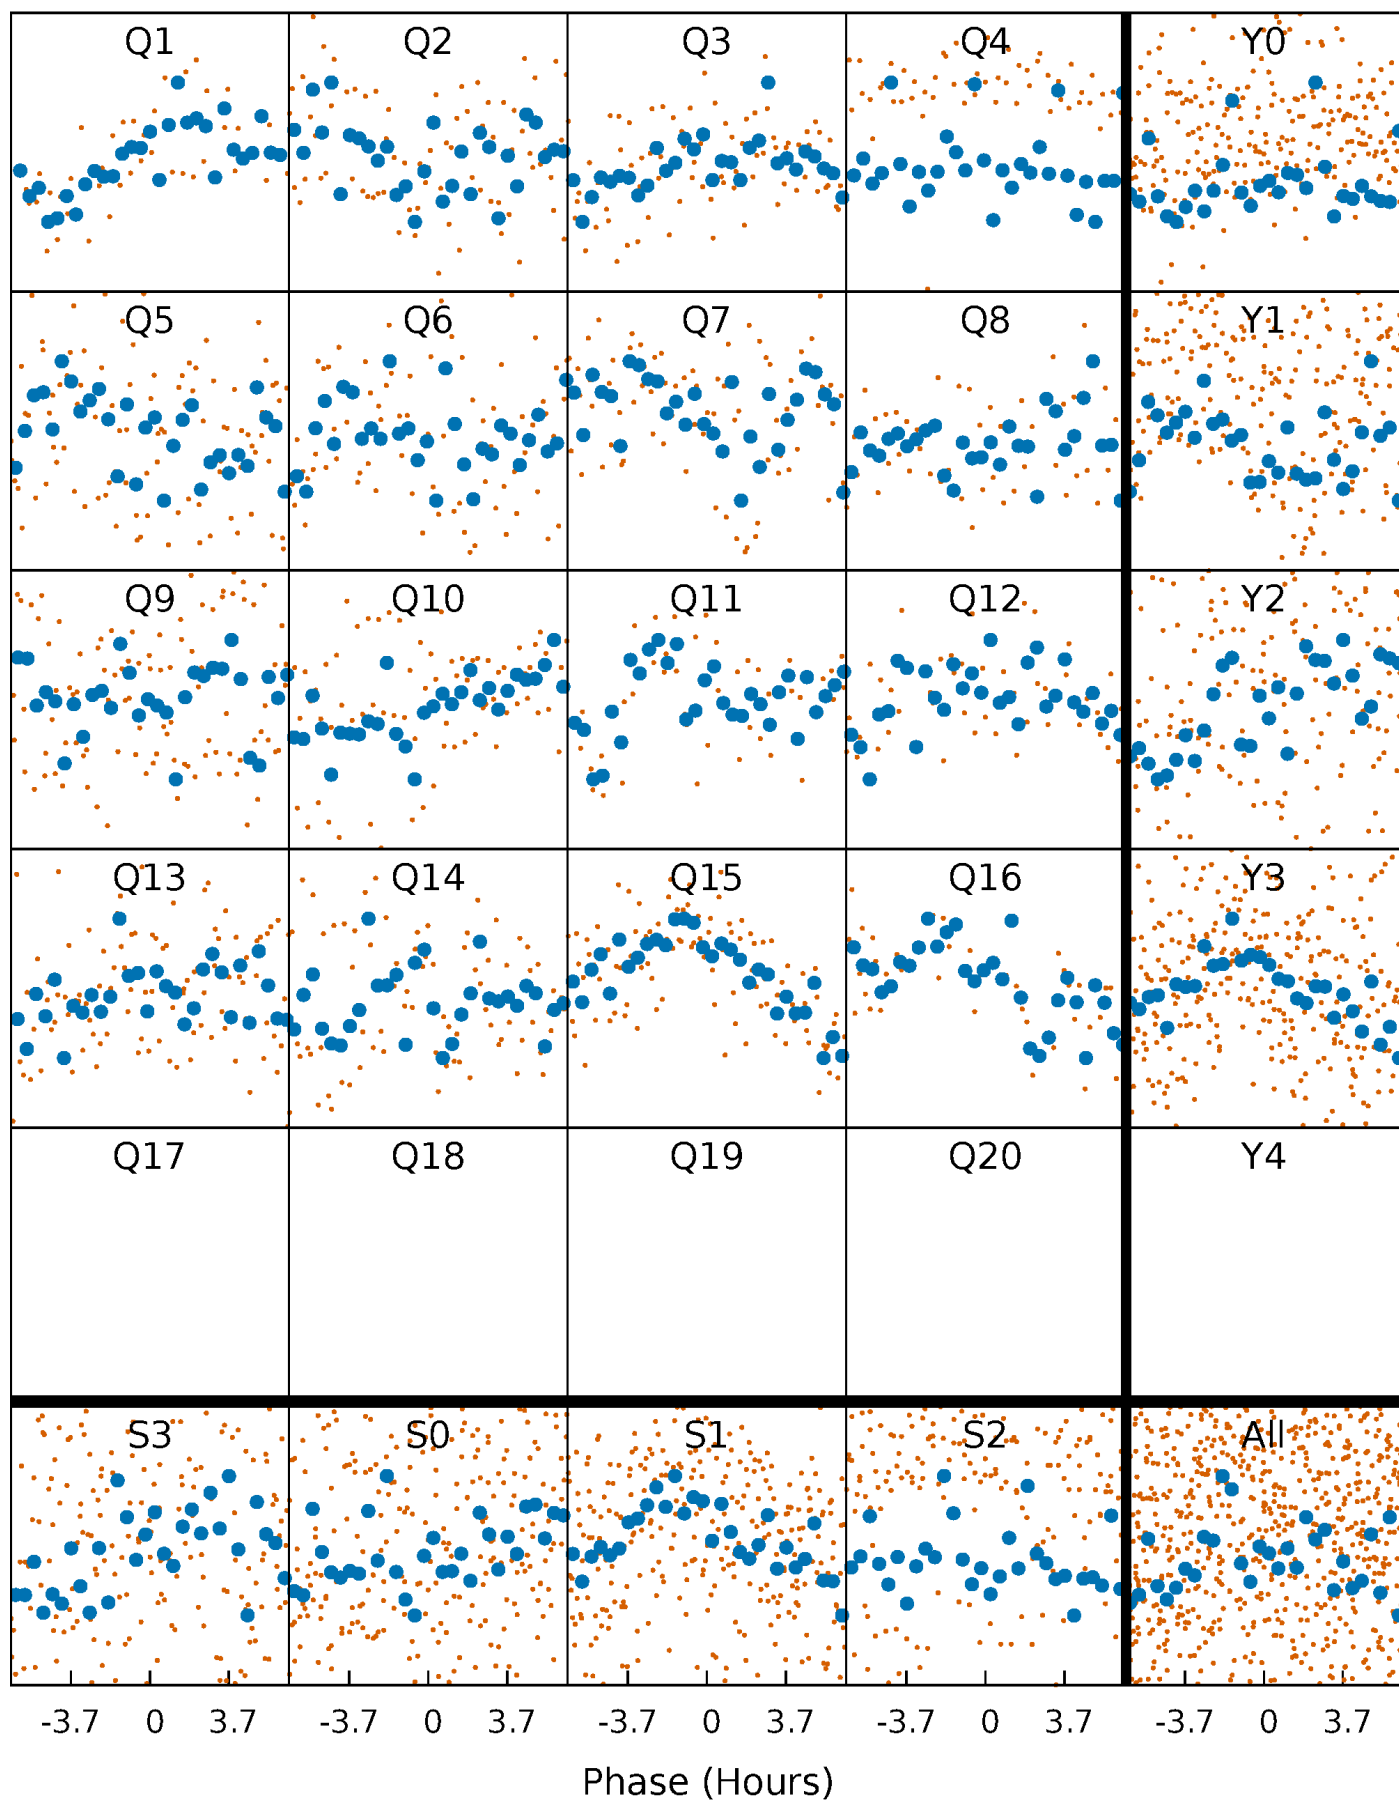 Q1 Q2 Q3 Q4 Y0
Q5 Q6 Q7 Q8 Y1
Q9 Q10 Q11 Q12 Y2
Q13 Q14 Q15 Q16 Y3
Q17 Q18 Q19 Q20 Y4
S3 S0 S1 S2 All
-3.7 0 3.7 -3.7 0 3.7 -3.7 0 3.7 -3.7 0 3.7 -3.7 0 3.7
Phase (Hours)